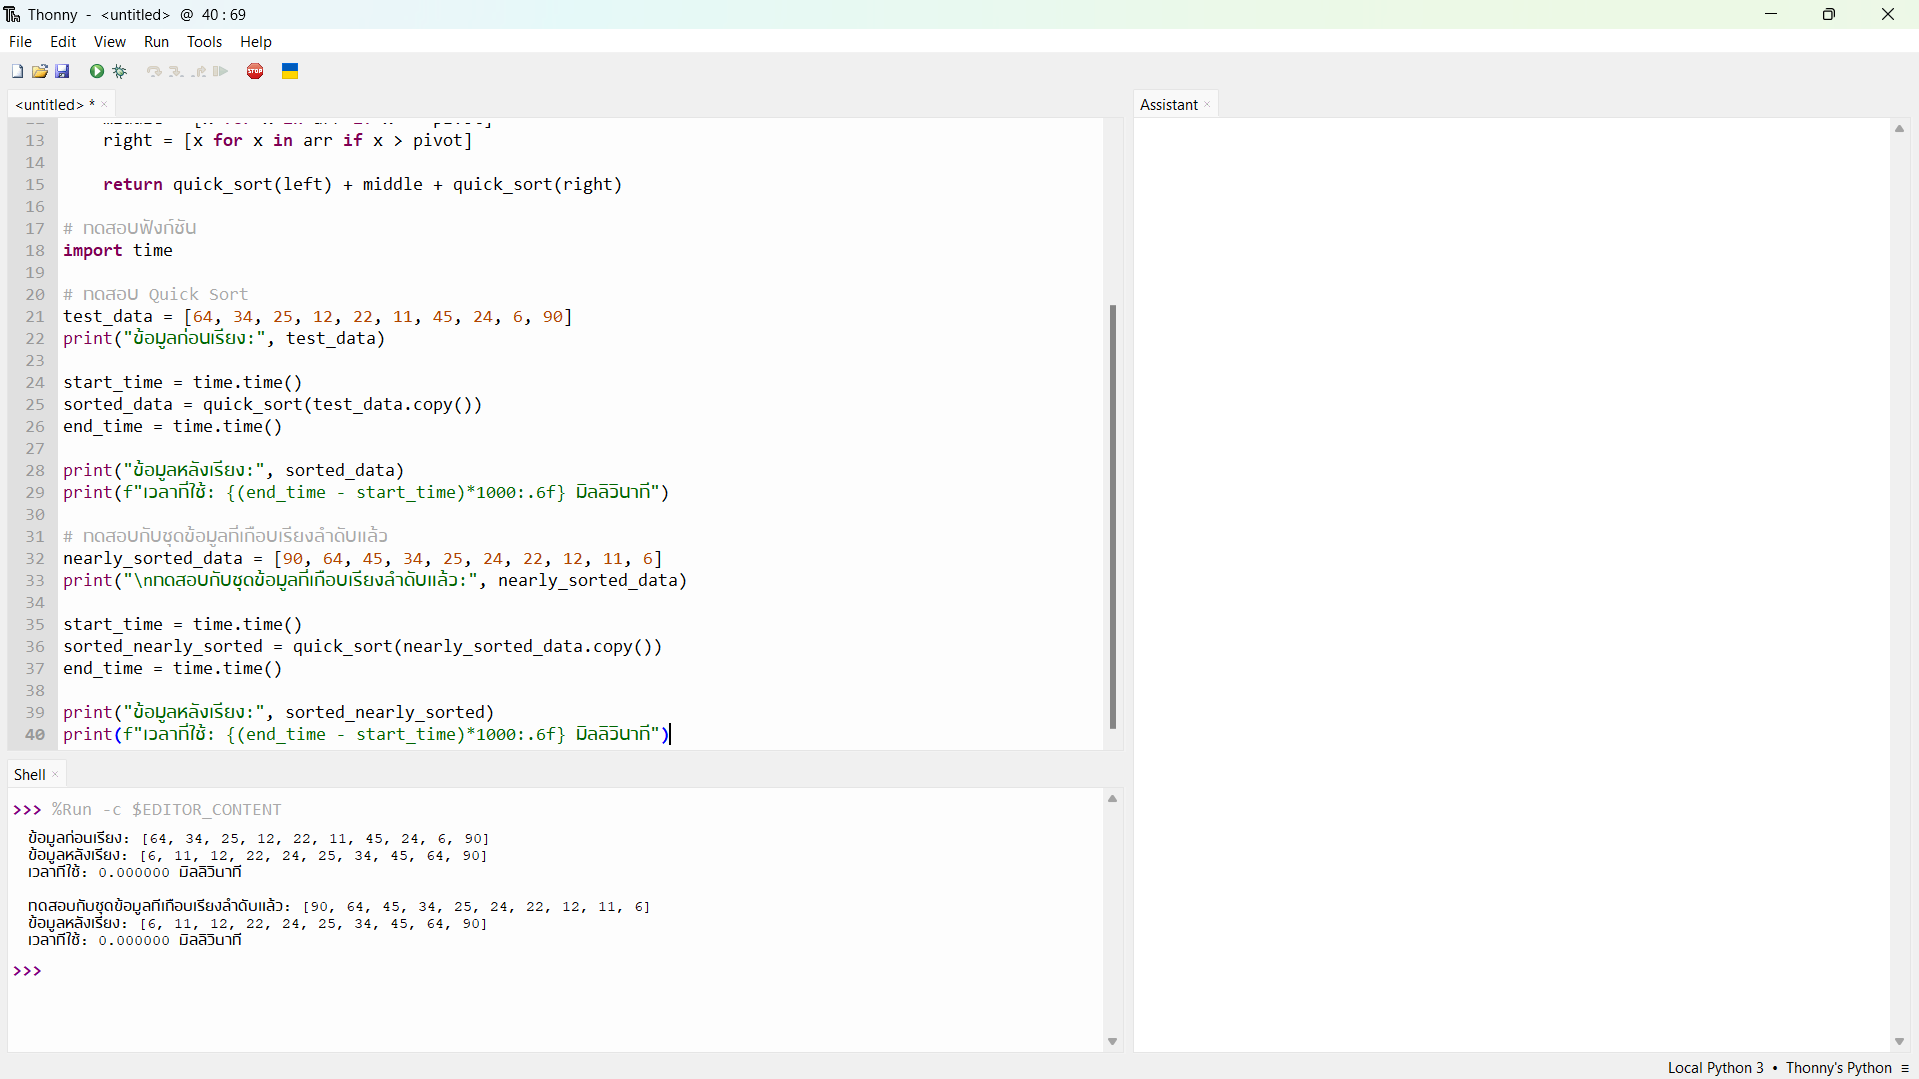 Thonny - <untitled> @ 40 : 69
File Edit View Run Tools Help
STOP
<untitled> * ×
13     right = [x for x in arr if x > pivot]
14
15     return quick_sort(left) + middle + quick_sort(right)
16
17 # ทดสอบฟังก์ชัน
18 import time
19
20 # ทดสอบ Quick Sort
21 test_data = [64, 34, 25, 12, 22, 11, 45, 24, 6, 90]
22 print("ข้อมูลก่อนเรียง:", test_data)
23
24 start_time = time.time()
25 sorted_data = quick_sort(test_data.copy())
26 end_time = time.time()
27
28 print("ข้อมูลหลังเรียง:", sorted_data)
29 print(f"เวลาที่ใช้: {(end_time - start_time)*1000:.6f} มิลลิวินาที")
30
31 # ทดสอบกับชุดข้อมูลที่เกือบเรียงลำดับแล้ว
32 nearly_sorted_data = [90, 64, 45, 34, 25, 24, 22, 12, 11, 6]
33 print("\nทดสอบกับชุดข้อมูลที่เกือบเรียงลำดับแล้ว:", nearly_sorted_data)
34
35 start_time = time.time()
36 sorted_nearly_sorted = quick_sort(nearly_sorted_data.copy())
37 end_time = time.time()
38
39 print("ข้อมูลหลังเรียง:", sorted_nearly_sorted)
40 print(f"เวลาที่ใช้: {(end_time - start_time)*1000:.6f} มิลลิวินาที")
Shell ×
>>> %Run -c $EDITOR_CONTENT
ข้อมูลก่อนเรียง: [64, 34, 25, 12, 22, 11, 45, 24, 6, 90]
ข้อมูลหลังเรียง: [6, 11, 12, 22, 24, 25, 34, 45, 64, 90]
เวลาที่ใช้: 0.000000 มิลลิวินาที
ทดสอบกับชุดข้อมูลที่เกือบเรียงลำดับแล้ว: [90, 64, 45, 34, 25, 24, 22, 12, 11, 6]
ข้อมูลหลังเรียง: [6, 11, 12, 22, 24, 25, 34, 45, 64, 90]
เวลาที่ใช้: 0.000000 มิลลิวินาที
>>>
Assistant ×
Local Python 3 • Thonny's Python ≡